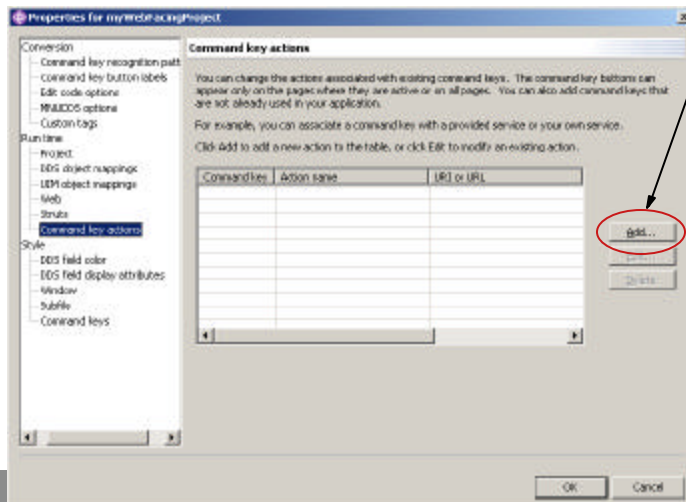 Properties for myWebFacingProject
Conversion
Command key recognition patt
Command key button labels
Edit code options
MNUDDS options
Custom tags
Run time
Project
DDS object mappings
UIM object mappings
Web
Struts
Command key actions
Style
DDS field color
DDS field display attributes
Window
Subfile
Command keys
Command key actions
You can change the actions associated with existing command keys. The command key buttons can
appear only on the pages where they are active or on all pages. You can also add command keys that
are not already used in your application.
For example, you can associate a command key with a provided service or your own service.
Click Add to add a new action to the table, or click Edit to modify an existing action.
Command key Action name URI or URL
Add...
Edit...
Delete
OK Cancel